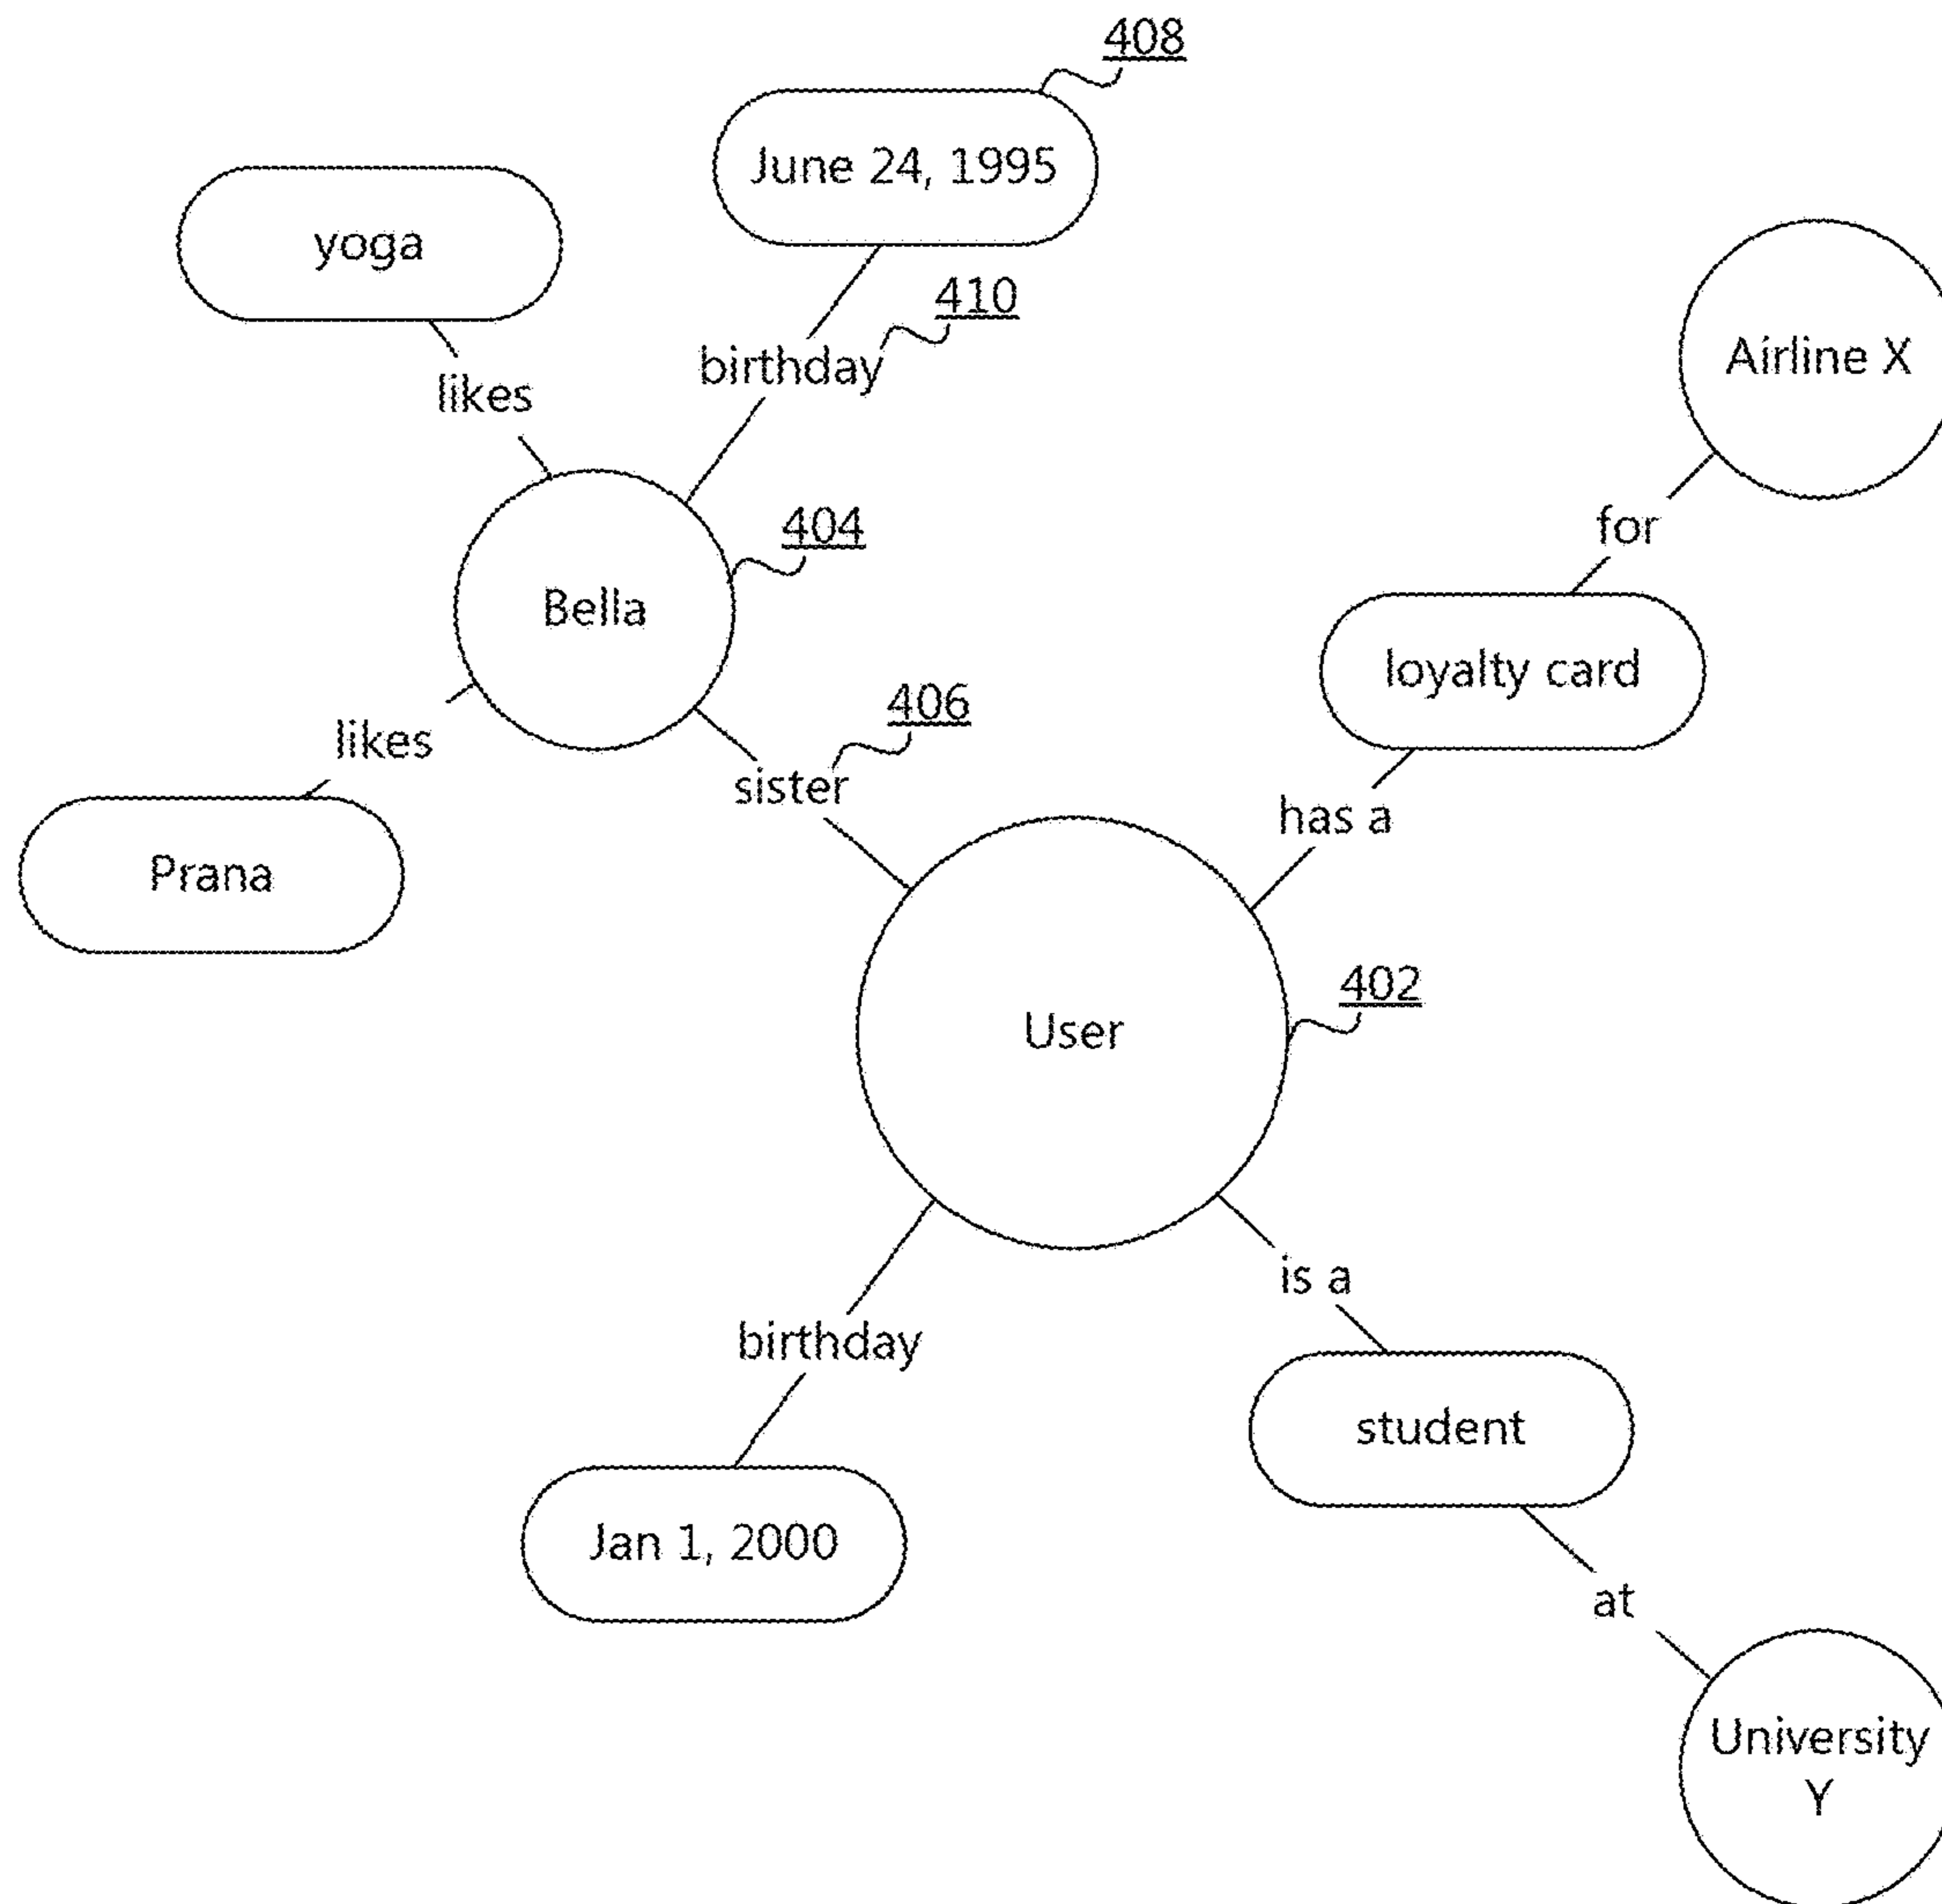 408
June 24, 1995
yoga
410
birthday
Airline X
likes
404
for
Bella
loyalty card
406
likes
sister
has a
Prana
402
User
is a
birthday
student
Jan 1, 2000
at
University
Y